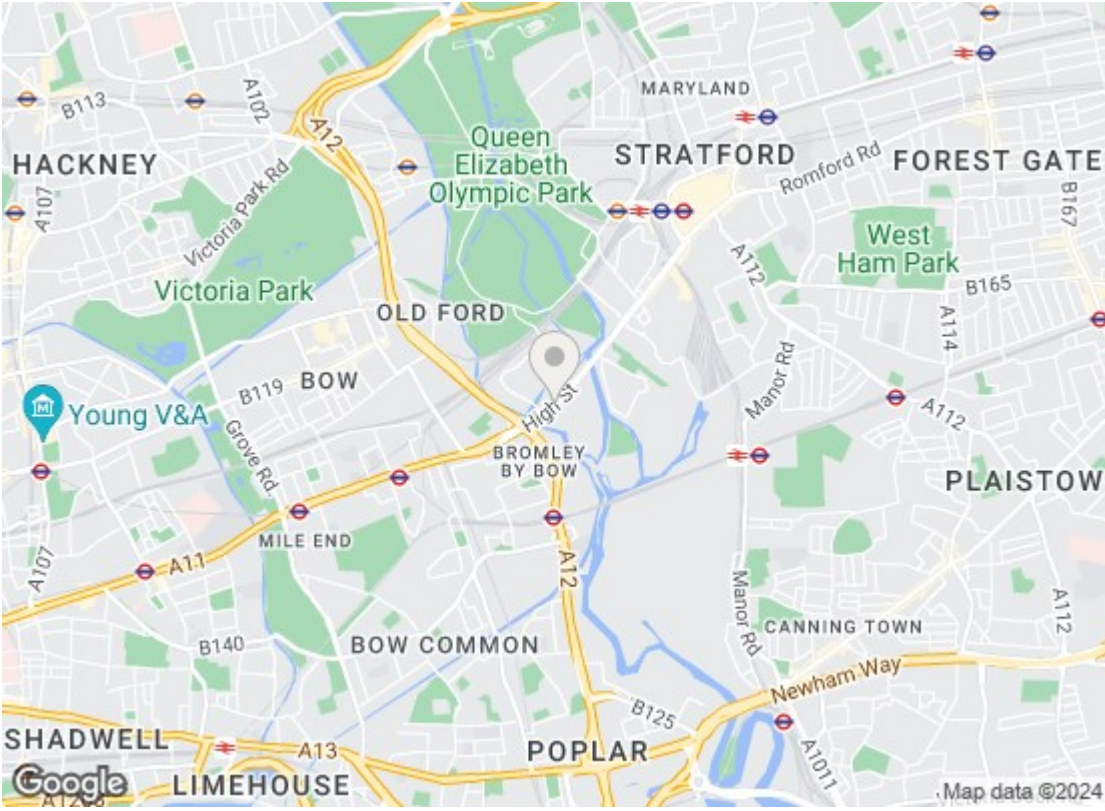 MARYLAND
B113
A102
A12
Queen
Elizabeth
Olympic Park
STRATFORD
Romford Rd
FOREST GATE
HACKNEY
A107
Victoria Park Rd
B167
West
Ham Park
A112
Victoria Park
B165
OLD FORD
A114
Manor Rd
B119
BOW
Young V&A
High St
A112
Grove Rd
BROMLEY
BY BOW
PLAISTOW
MILE END
A107
A11
A12
Manor Rd
A112
B140
BOW COMMON
CANNING TOWN
Newham Way
B125
SHADWELL
A13
POPLAR
A1011
Google
LIMEHOUSE
Map data ©2024